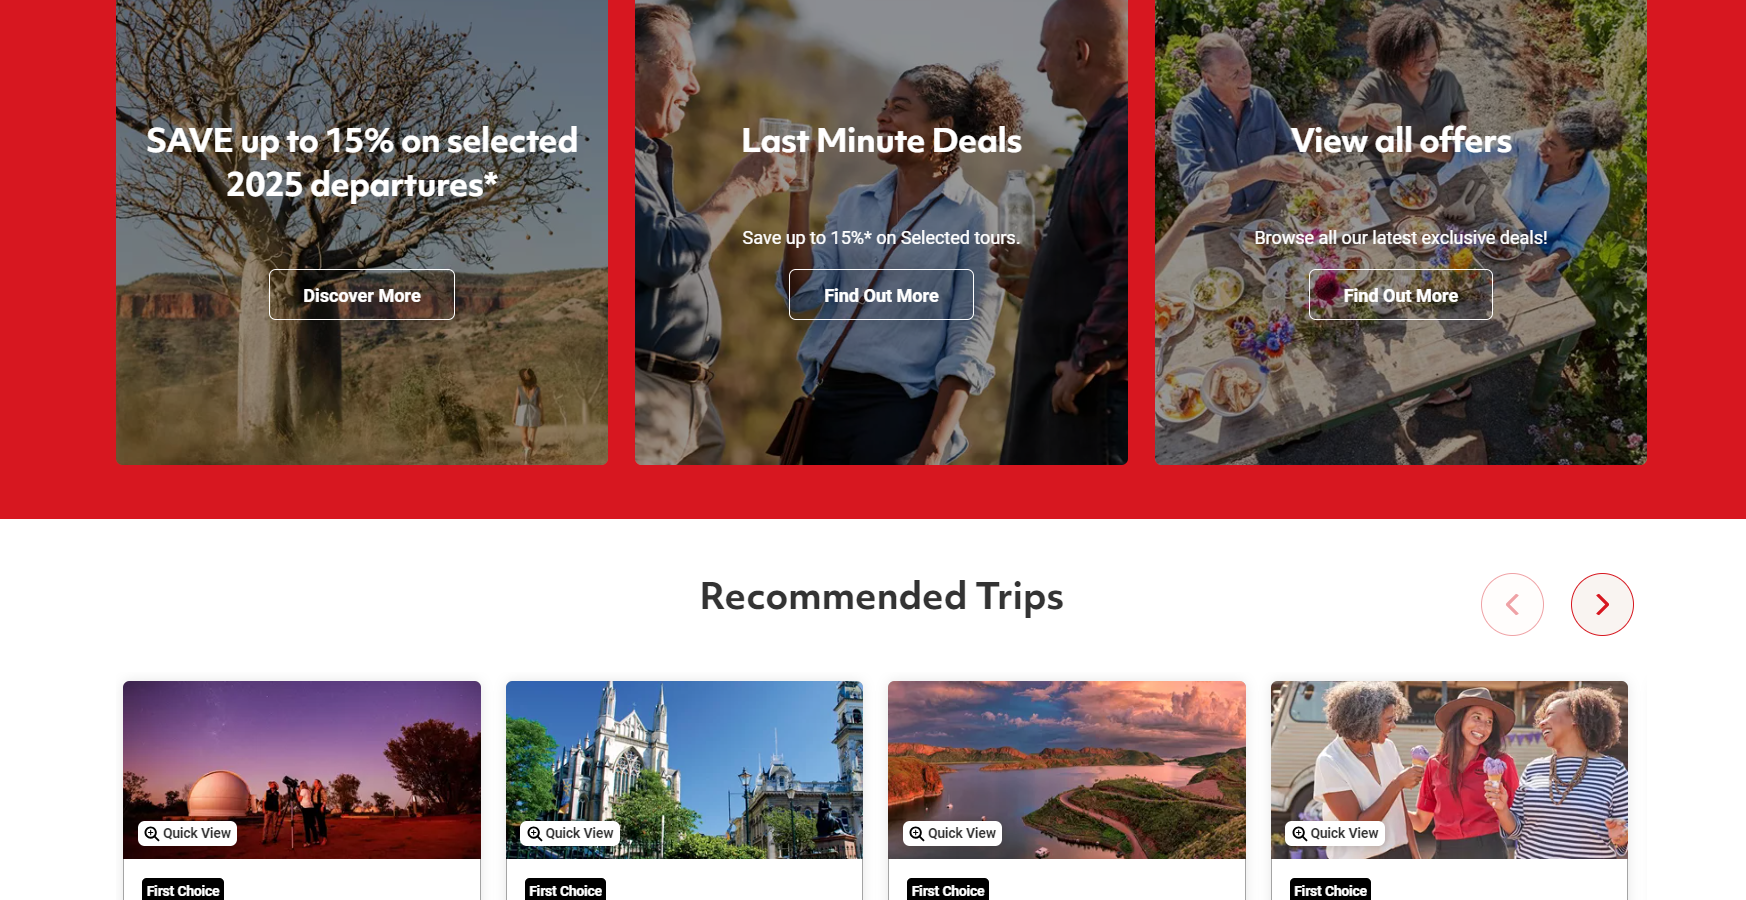 SAVE up to 15% on selected
2025 departures*
Discover More
Last Minute Deals
Save up to 15%* on Selected tours.
Find Out More
View all offers
Browse all our latest exclusive deals!
Find Out More
Recommended Trips
Quick View
Quick View
Quick View
Quick View
First Choice
First Choice
First Choice
First Choice